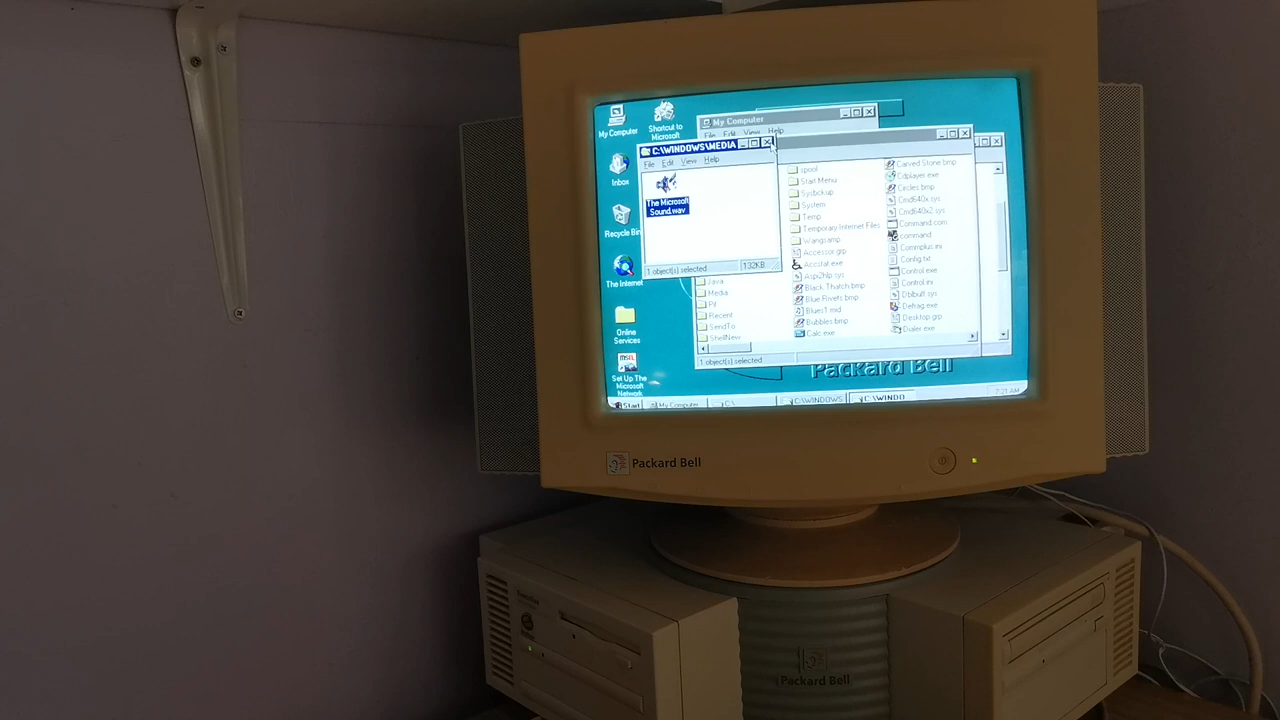 My Computer
Shortcut to
Microsoft
Inbox
Recycle Bin
The Internet
Online
Services
MSN
Set Up The
Microsoft
Network
My Computer
File Edit View Help
C:\WINDOWS\MEDIA
File Edit View Help
The Microsoft
Sound.wav
1 object(s) selected
132KB
Java
Media
Pif
Recent
SendTo
ShellNew
spool
Start Menu
Sysbckup
System
Temp
Temporary Internet Files
Wangsamp
Accessor.grp
Accstat.exe
Aspi2hlp.sys
Black Thatch.bmp
Blue Rivets.bmp
Blues1.mid
Bubbles.bmp
Calc.exe
Carved Stone.bmp
Cdplayer.exe
Circles.bmp
Cmd640x.sys
Cmd640x2.sys
Command.com
command
Commplus.ini
Config.txt
Control.exe
Control.ini
Dblbuff.sys
Defrag.exe
Desktop.grp
Dialer.exe
1 object(s) selected
Packard Bell
Start
My Computer
C:\
C:\WINDOWS
C:\WINDO
7:21 AM
Packard Bell
Packard Bell